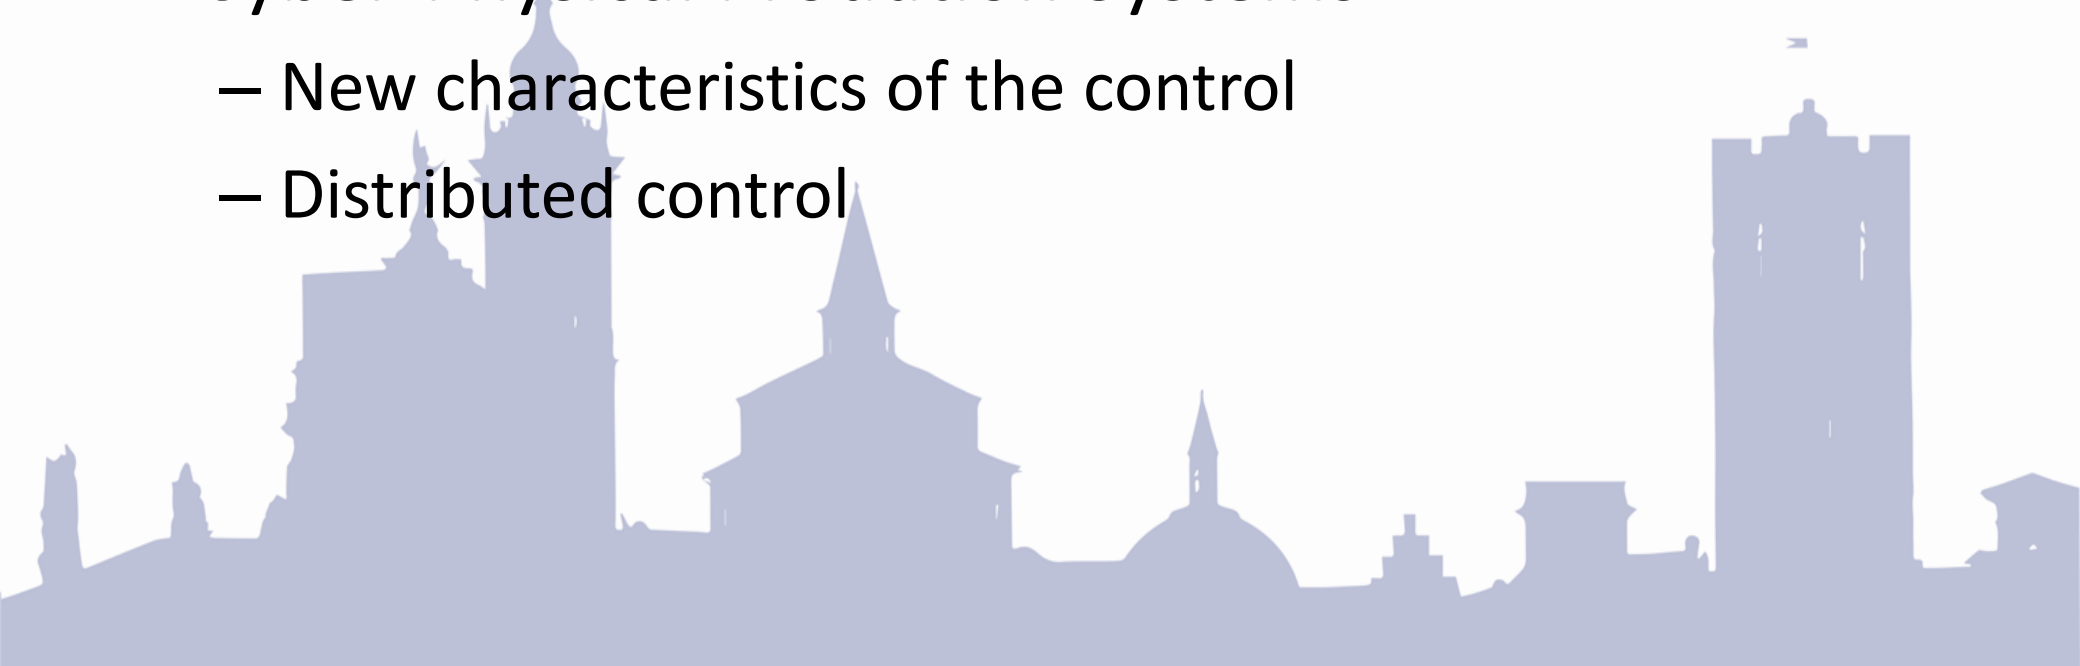 – New characteristics of the control
– Distributed control